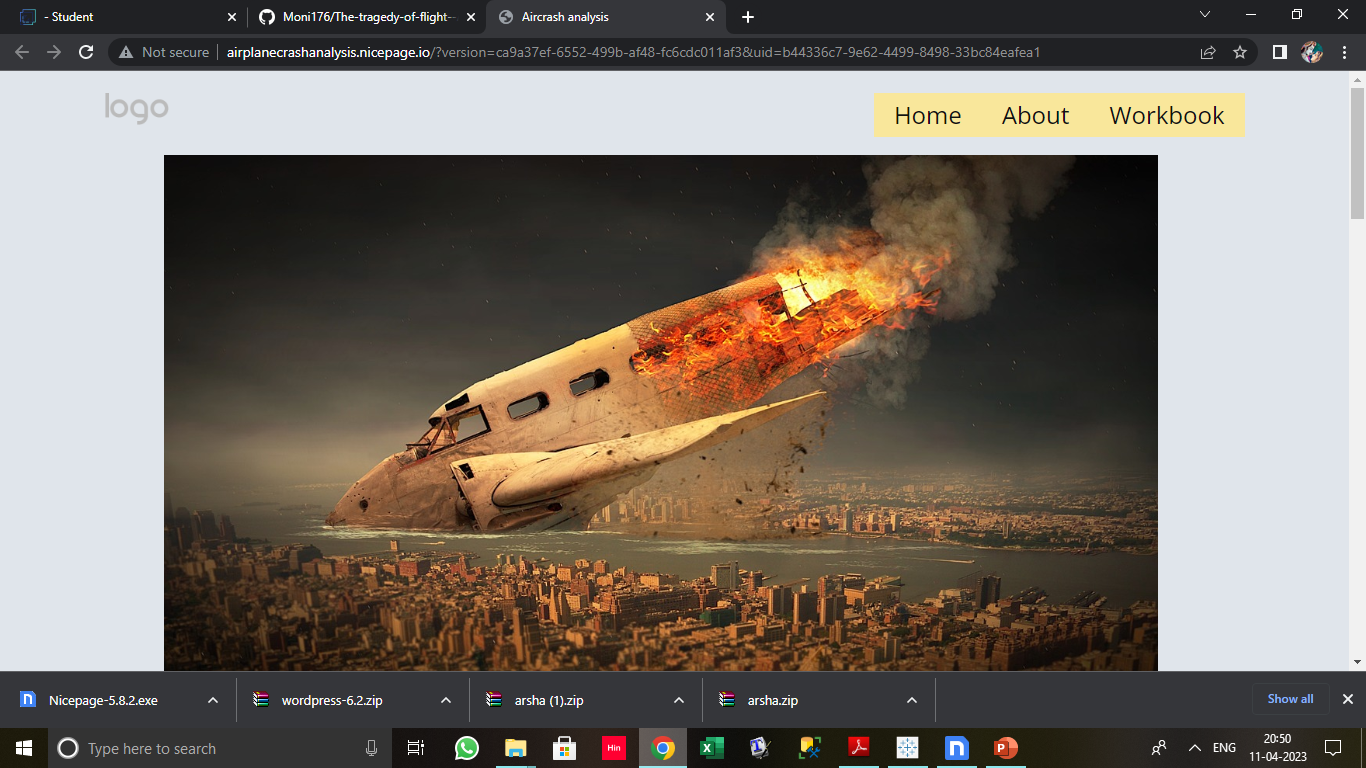 - Student
Moni176/The-tragedy-of-flight--
Aircrash analysis
Not secure
airplanecrashanalysis.nicepage.io/?version=ca9a37ef-6552-499b-af48-fc6cdc011af3&uid=b44336c7-9e62-4499-8498-33bc84eafea1
logo
Home
About
Workbook
Nicepage-5.8.2.exe
wordpress-6.2.zip
arsha (1).zip
arsha.zip
Show all
Type here to search
Hin
ENG
20:50
11-04-2023